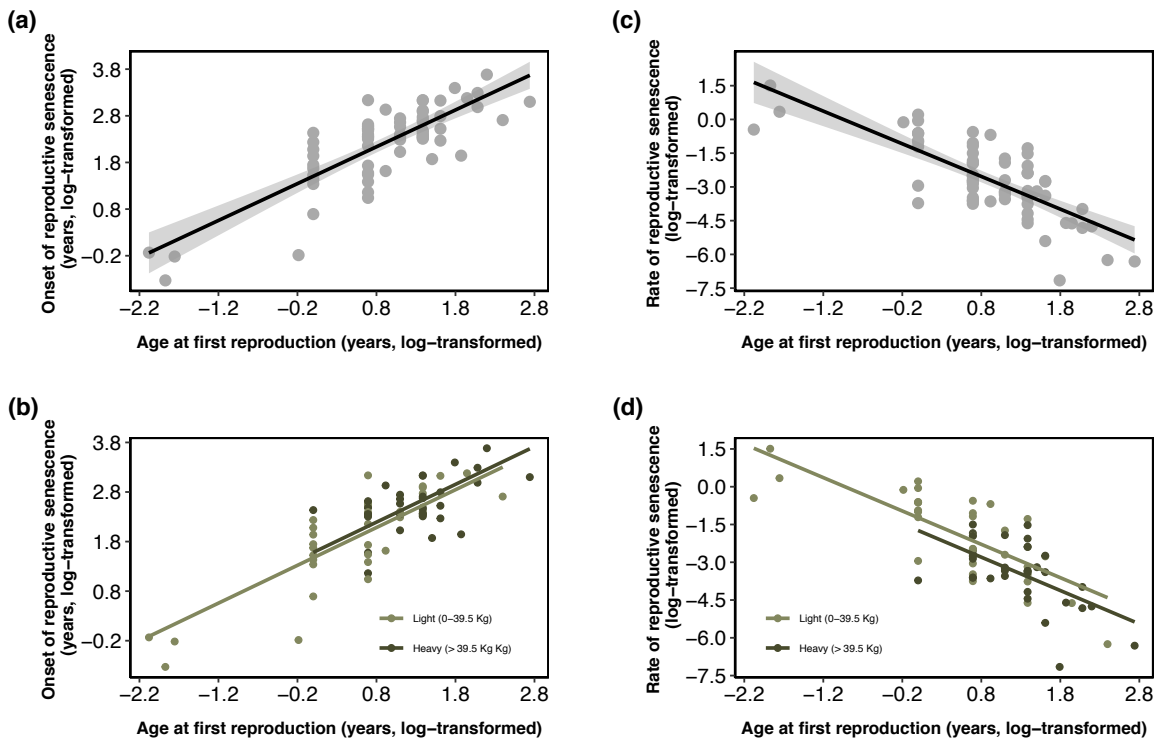 (a)
Onset of reproductive senescence
(years, log−transformed)
3.8
2.8
1.8
0.8
−0.2
−2.2
−1.2
−0.2
0.8
1.8
2.8
Age at first reproduction (years, log−transformed)
(c)
Rate of reproductive senescence
(log−transformed)
1.5
0.0
−1.5
−3.0
−4.5
−6.0
−7.5
−2.2
−1.2
−0.2
0.8
1.8
2.8
Age at first reproduction (years, log−transformed)
(b)
Onset of reproductive senescence
(years, log−transformed)
3.8
2.8
1.8
0.8
−0.2
Light (0−39.5 Kg)
Heavy (> 39.5 Kg Kg)
−2.2
−1.2
−0.2
0.8
1.8
2.8
Age at first reproduction (years, log−transformed)
(d)
Rate of reproductive senescence
(log−transformed)
1.5
0.0
−1.5
−3.0
−4.5
−6.0
−7.5
Light (0−39.5 Kg)
Heavy (> 39.5 Kg Kg)
−2.2
−1.2
−0.2
0.8
1.8
2.8
Age at first reproduction (years, log−transformed)